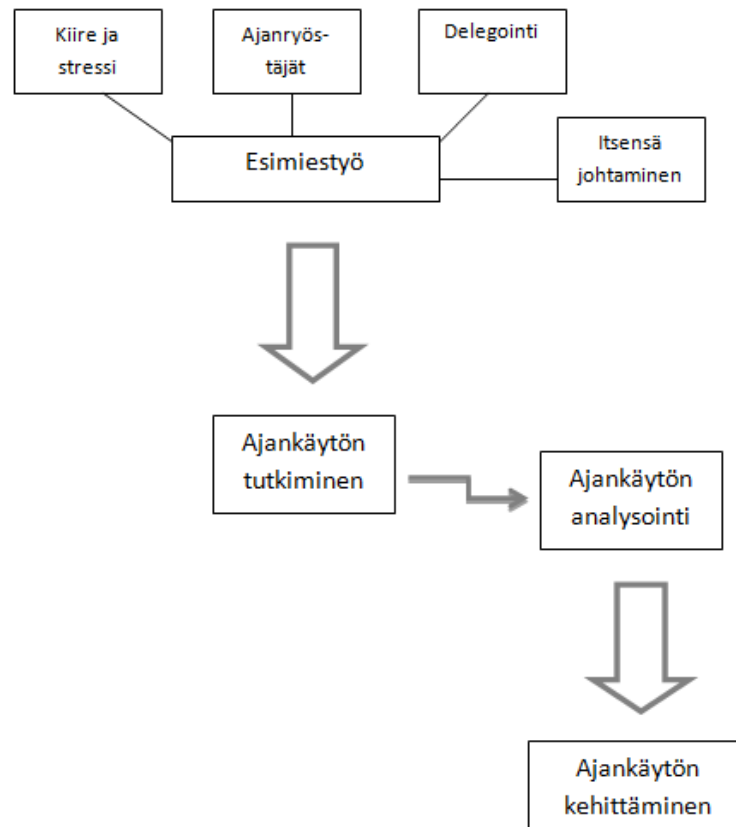 Kiire ja
stressi
Ajanryös-
täjät
Delegointi
Esimiestyö
Itsensä
johtaminen
Ajankäytön
tutkiminen
Ajankäytön
analysointi
Ajankäytön
kehittäminen